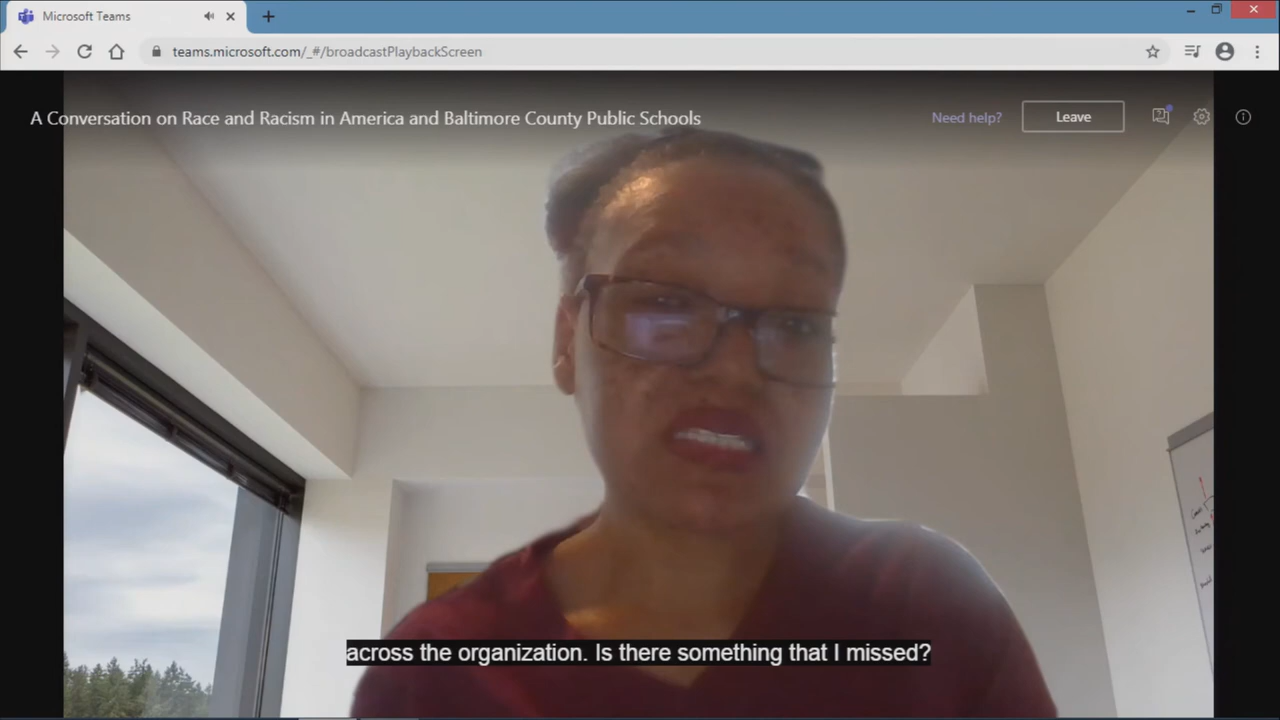 Microsoft Teams
teams.microsoft.com/_#/broadcastPlaybackScreen
A Conversation on Race and Racism in America and Baltimore County Public Schools
Need help?
Leave
across the organization. Is there something that I missed?